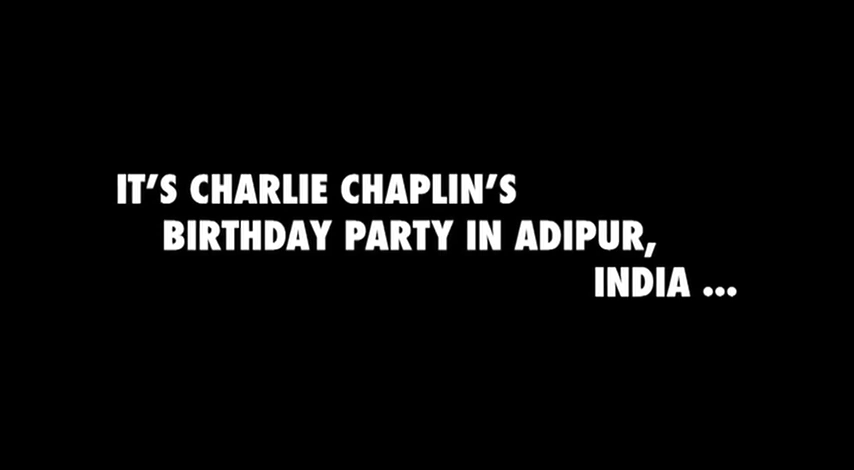 IT’S CHARLIE CHAPLIN’S
BIRTHDAY PARTY IN ADIPUR,
INDIA ...